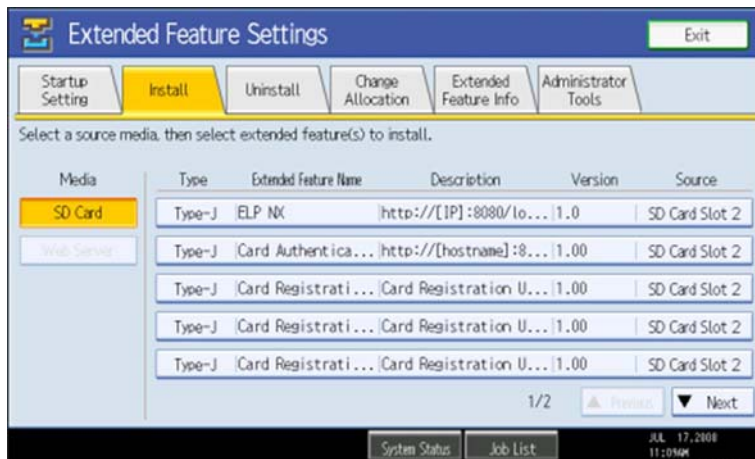 Extended Feature Settings
Exit
Startup Setting
Install
Uninstall
Change Allocation
Extended Feature Info
Administrator Tools
Select a source media, then select extended feature(s) to install.
Media Type Extended Feature Name Description Version Source
SD Card
Web Server
Type-J ELP NX http://[IP]:8080/lo... 1.0 SD Card Slot 2
Type-J Card Authentica... http://[hostname]:8... 1.00 SD Card Slot 2
Type-J Card Registrati... Card Registration U... 1.00 SD Card Slot 2
Type-J Card Registrati... Card Registration U... 1.00 SD Card Slot 2
Type-J Card Registrati... Card Registration U... 1.00 SD Card Slot 2
1/2 ▲ Previous ▼ Next
System Status Job List
JUL 17,2008
11:09AM